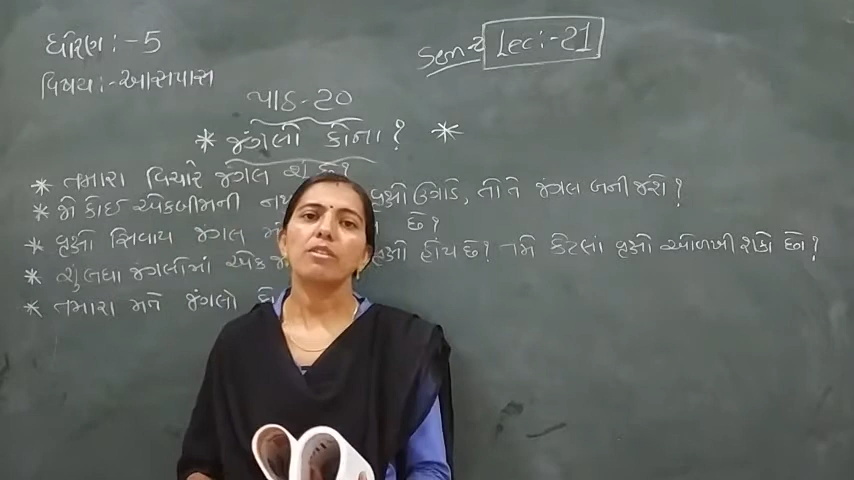 ધોરણ :- 5
Sem-2 Lec :- 21
વિષય :- આસપાસ
પાઠ - 20
* જંગલો કોના ? *
* તમારા વિચારે જંગલ શું છે ?
* જો કોઈ એકબીજાની વૃક્ષો ઉગાડે, તો તે જંગલ બની જશે ?
* વૃક્ષો સિવાય જંગલ છે ?
* શું બધા જંગલોમાં એક વૃક્ષો હોય છે ? તમે કેટલાં વૃક્ષો ઓળખી શકો છો ?
* તમારા મતે જંગલો